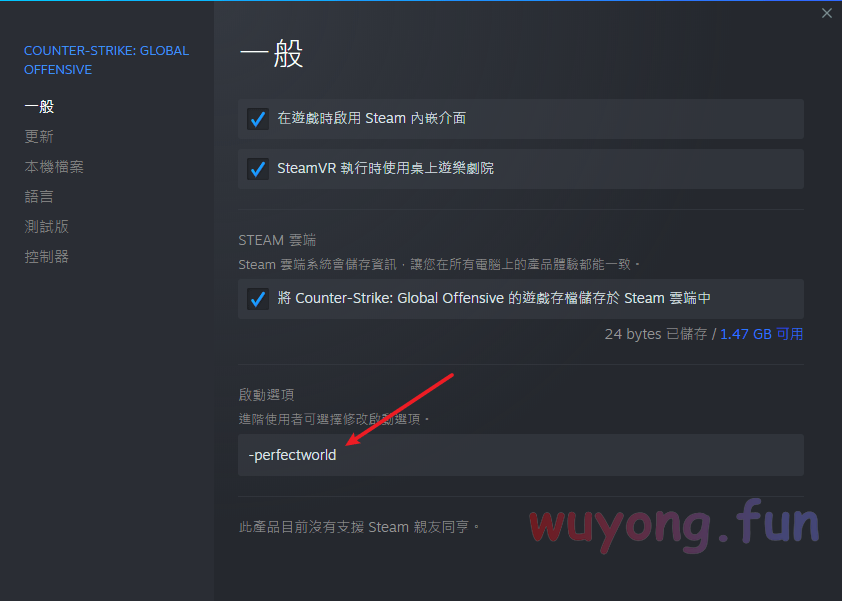 COUNTER-STRIKE: GLOBAL
OFFENSIVE
一般
更新
本機檔案
語言
測試版
控制器
一般
在遊戲時啟用 Steam 內嵌介面
SteamVR 執行時使用桌上遊樂劇院
STEAM 雲端
Steam 雲端系統會儲存資訊，讓您在所有電腦上的產品體驗都能一致。
將 Counter-Strike: Global Offensive 的遊戲存檔儲存於 Steam 雲端中
24 bytes 已儲存 / 1.47 GB 可用
啟動選項
進階使用者可選擇修改啟動選項。
-perfectworld
此產品目前沒有支援 Steam 親友同享。
wuyong.fun